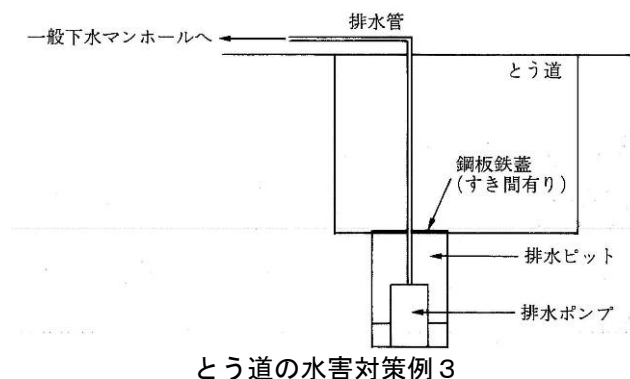 排水管
一般下水マンホールへ
とう道
鋼板鉄蓋
(すき間有り)
排水ピット
排水ポンプ
とう道の水害対策例３